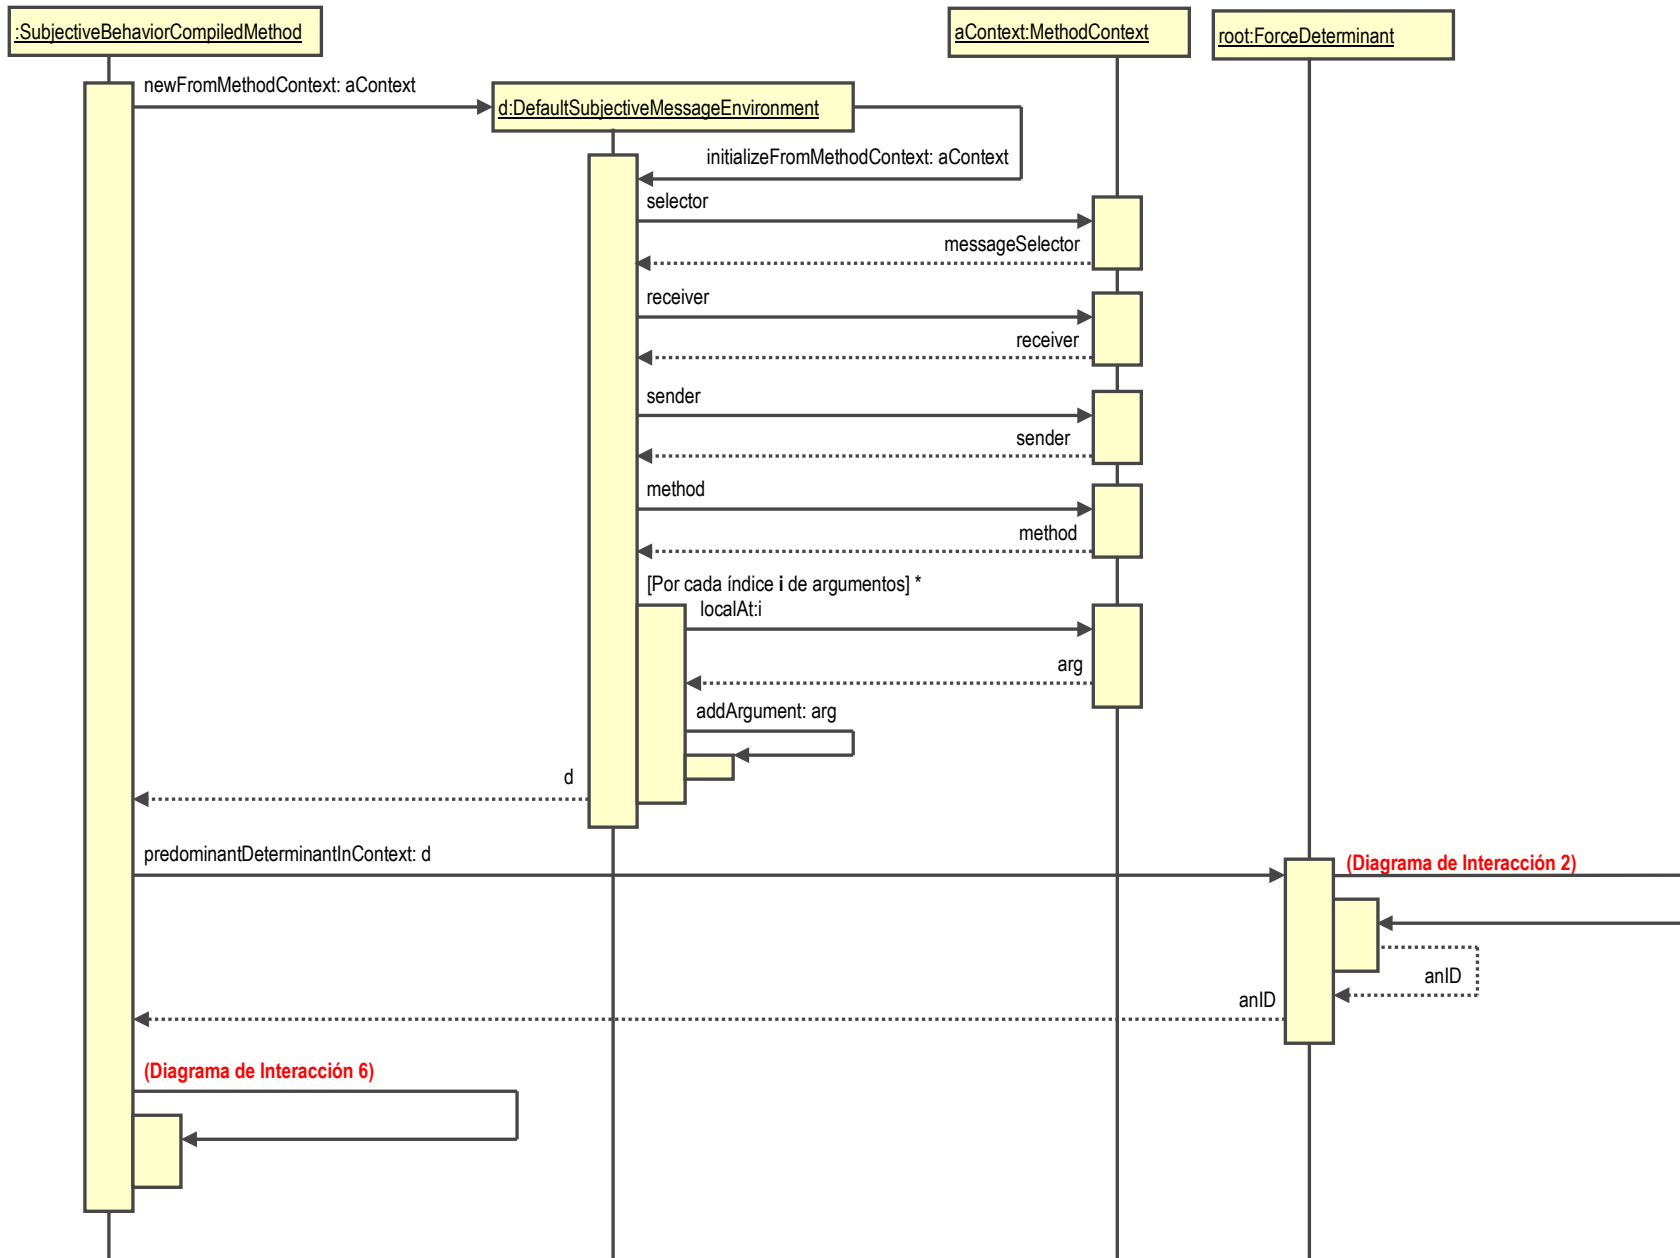 :SubjectiveBehaviorCompiledMethod
aContext:MethodContext
root:ForceDeterminant
newFromMethodContext: aContext
d:DefaultSubjectiveMessageEnvironment
initializeFromMethodContext: aContext
selector
messageSelector
receiver
receiver
sender
sender
method
method
[Por cada índice i de argumentos] *
localAt:i
arg
addArgument: arg
d
predominantDeterminantInContext: d
(Diagrama de Interacción 2)
anID
anID
(Diagrama de Interacción 6)